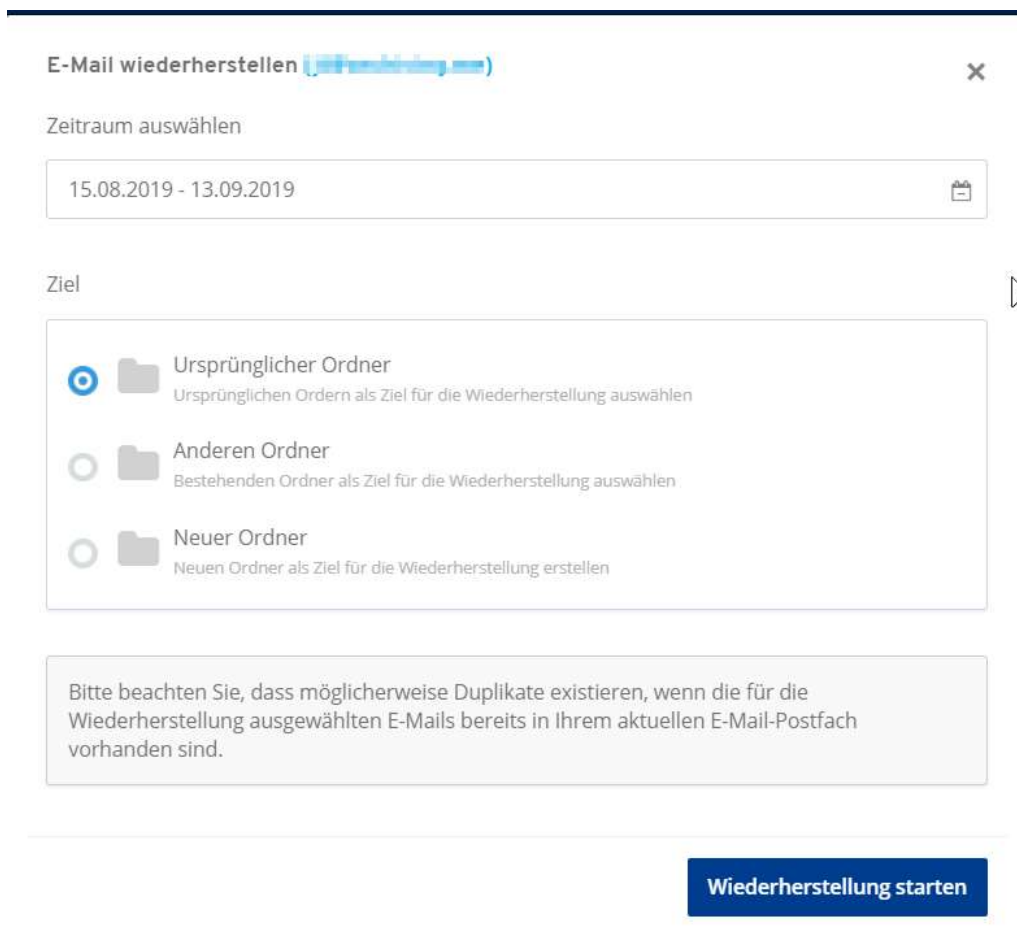 E-Mail wiederherstellen
Zeitraum auswählen
15.08.2019 - 13.09.2019
Ziel
Ursprünglicher Ordner
Ursprünglichen Ordern als Ziel für die Wiederherstellung auswählen
Anderen Ordner
Bestehenden Ordner als Ziel für die Wiederherstellung auswählen
Neuer Ordner
Neuen Ordner als Ziel für die Wiederherstellung erstellen
Bitte beachten Sie, dass möglicherweise Duplikate existieren, wenn die für die
Wiederherstellung ausgewählten E-Mails bereits in Ihrem aktuellen E-Mail-Postfach
vorhanden sind.
Wiederherstellung starten